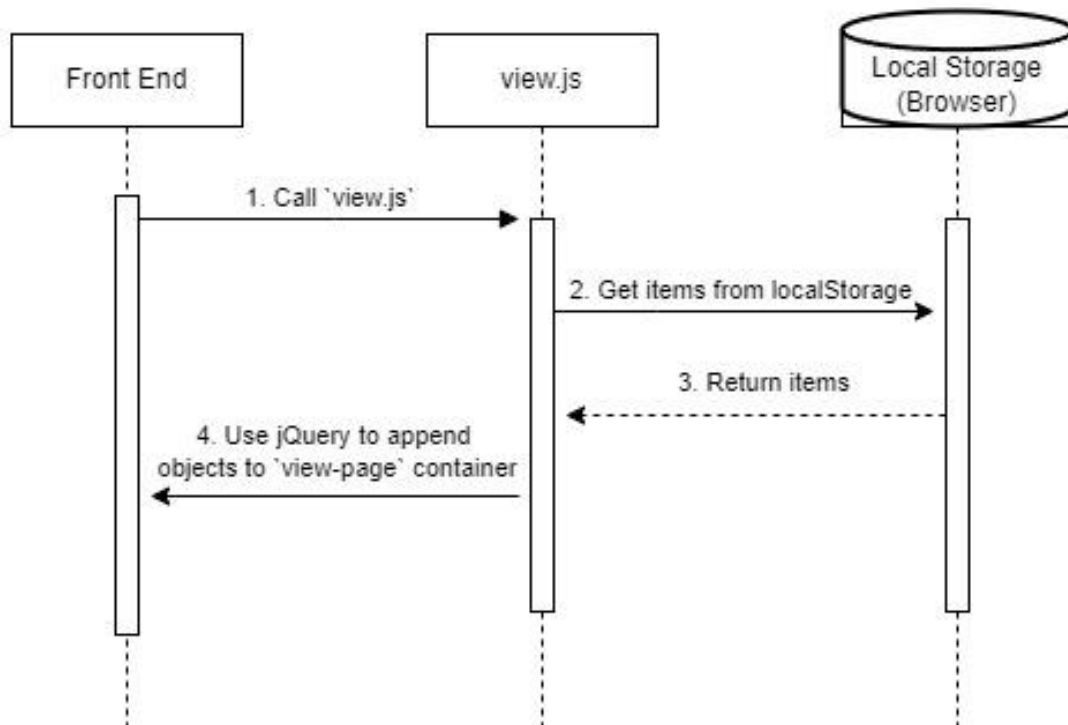 Front End
view.js
Local Storage
(Browser)
1. Call `view.js`
2. Get items from localStorage
3. Return items
4. Use jQuery to append
objects to `view-page` container